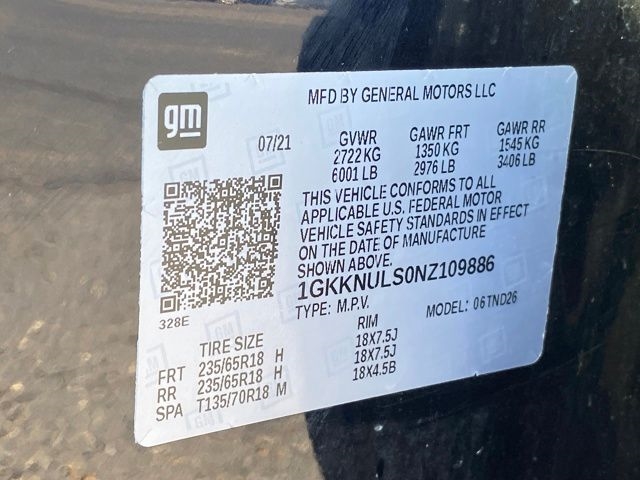 gm
MFD BY GENERAL MOTORS LLC
07/21 GVWR GAWR FRT GAWR RR
2722 KG 1350 KG 1545 KG
6001 LB 2976 LB 3406 LB
THIS VEHICLE CONFORMS TO ALL
APPLICABLE U.S. FEDERAL MOTOR
VEHICLE SAFETY STANDARDS IN EFFECT
ON THE DATE OF MANUFACTURE
SHOWN ABOVE.
1GKKNULS0NZ109886
TYPE: M.P.V. MODEL: 06TND26
328E
TIRE SIZE RIM
FRT 235/65R18 H 18X7.5J
RR 235/65R18 H 18X7.5J
SPA T135/70R18 M 18X4.5B